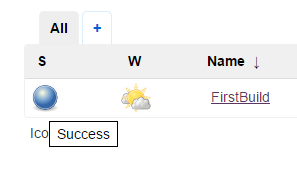 All +
S W Name ↓
FirstBuild
Ico Success